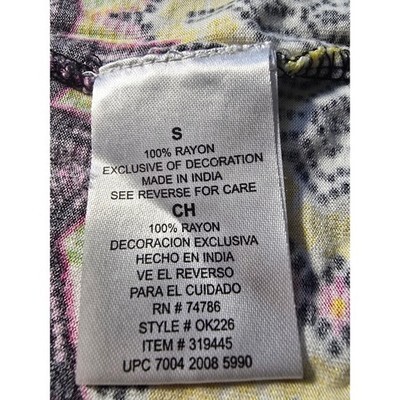 S
100% RAYON
EXCLUSIVE OF DECORATION
MADE IN INDIA
SEE REVERSE FOR CARE
CH
100% RAYON
DECORACION EXCLUSIVA
HECHO EN INDIA
VE EL REVERSO
PARA EL CUIDADO
RN # 74786
STYLE # OK226
ITEM # 319445
UPC 7004 2008 5990